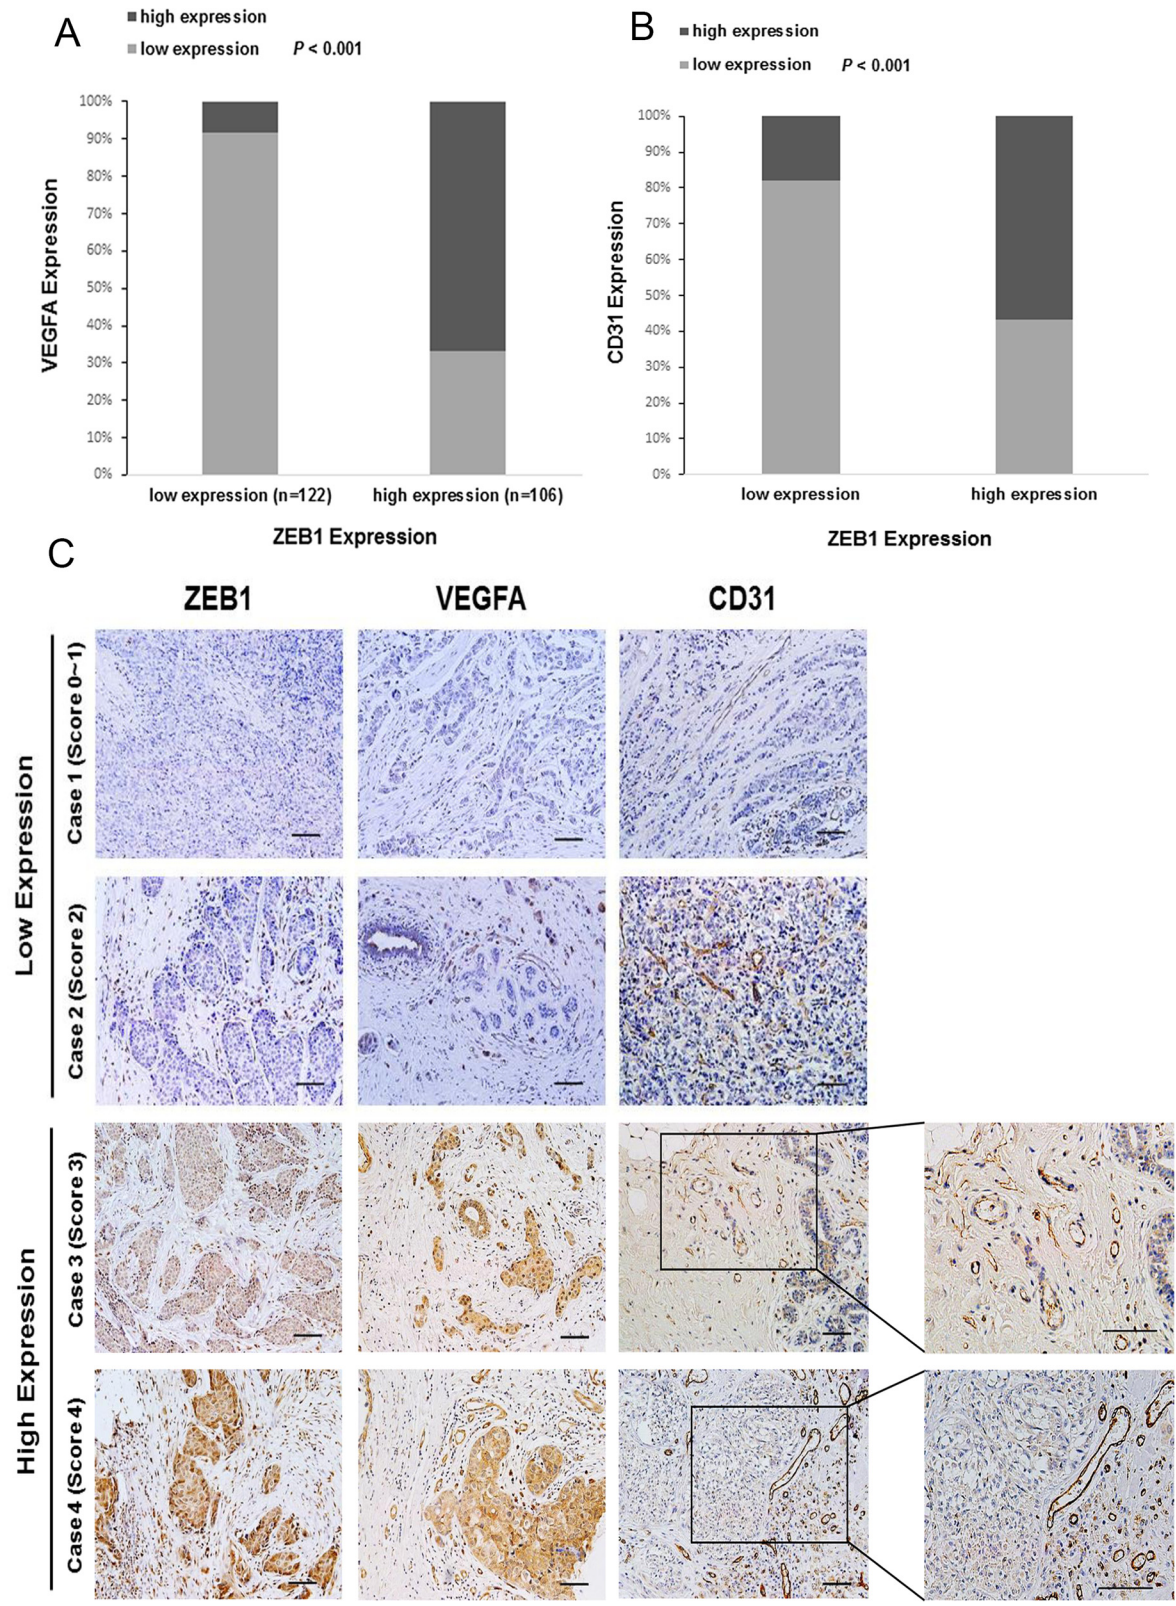 A
high expression
low expression P < 0.001
VEGFA Expression
100%
90%
80%
70%
60%
50%
40%
30%
20%
10%
0%
low expression (n=122) high expression (n=106)
ZEB1 Expression
B
high expression
low expression P < 0.001
CD31 Expression
100%
90%
80%
70%
60%
50%
40%
30%
20%
10%
0%
low expression high expression
ZEB1 Expression
C
ZEB1 VEGFA CD31
Low Expression
Case 1 (Score 0~1)
Case 2 (Score 2)
High Expression
Case 3 (Score 3)
Case 4 (Score 4)